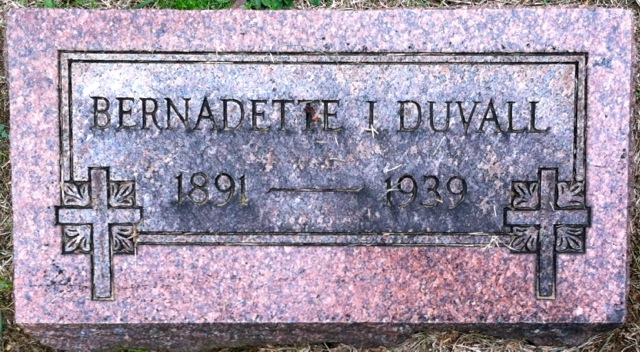 BERNADETTE I. DUVALL
1891 — 1939